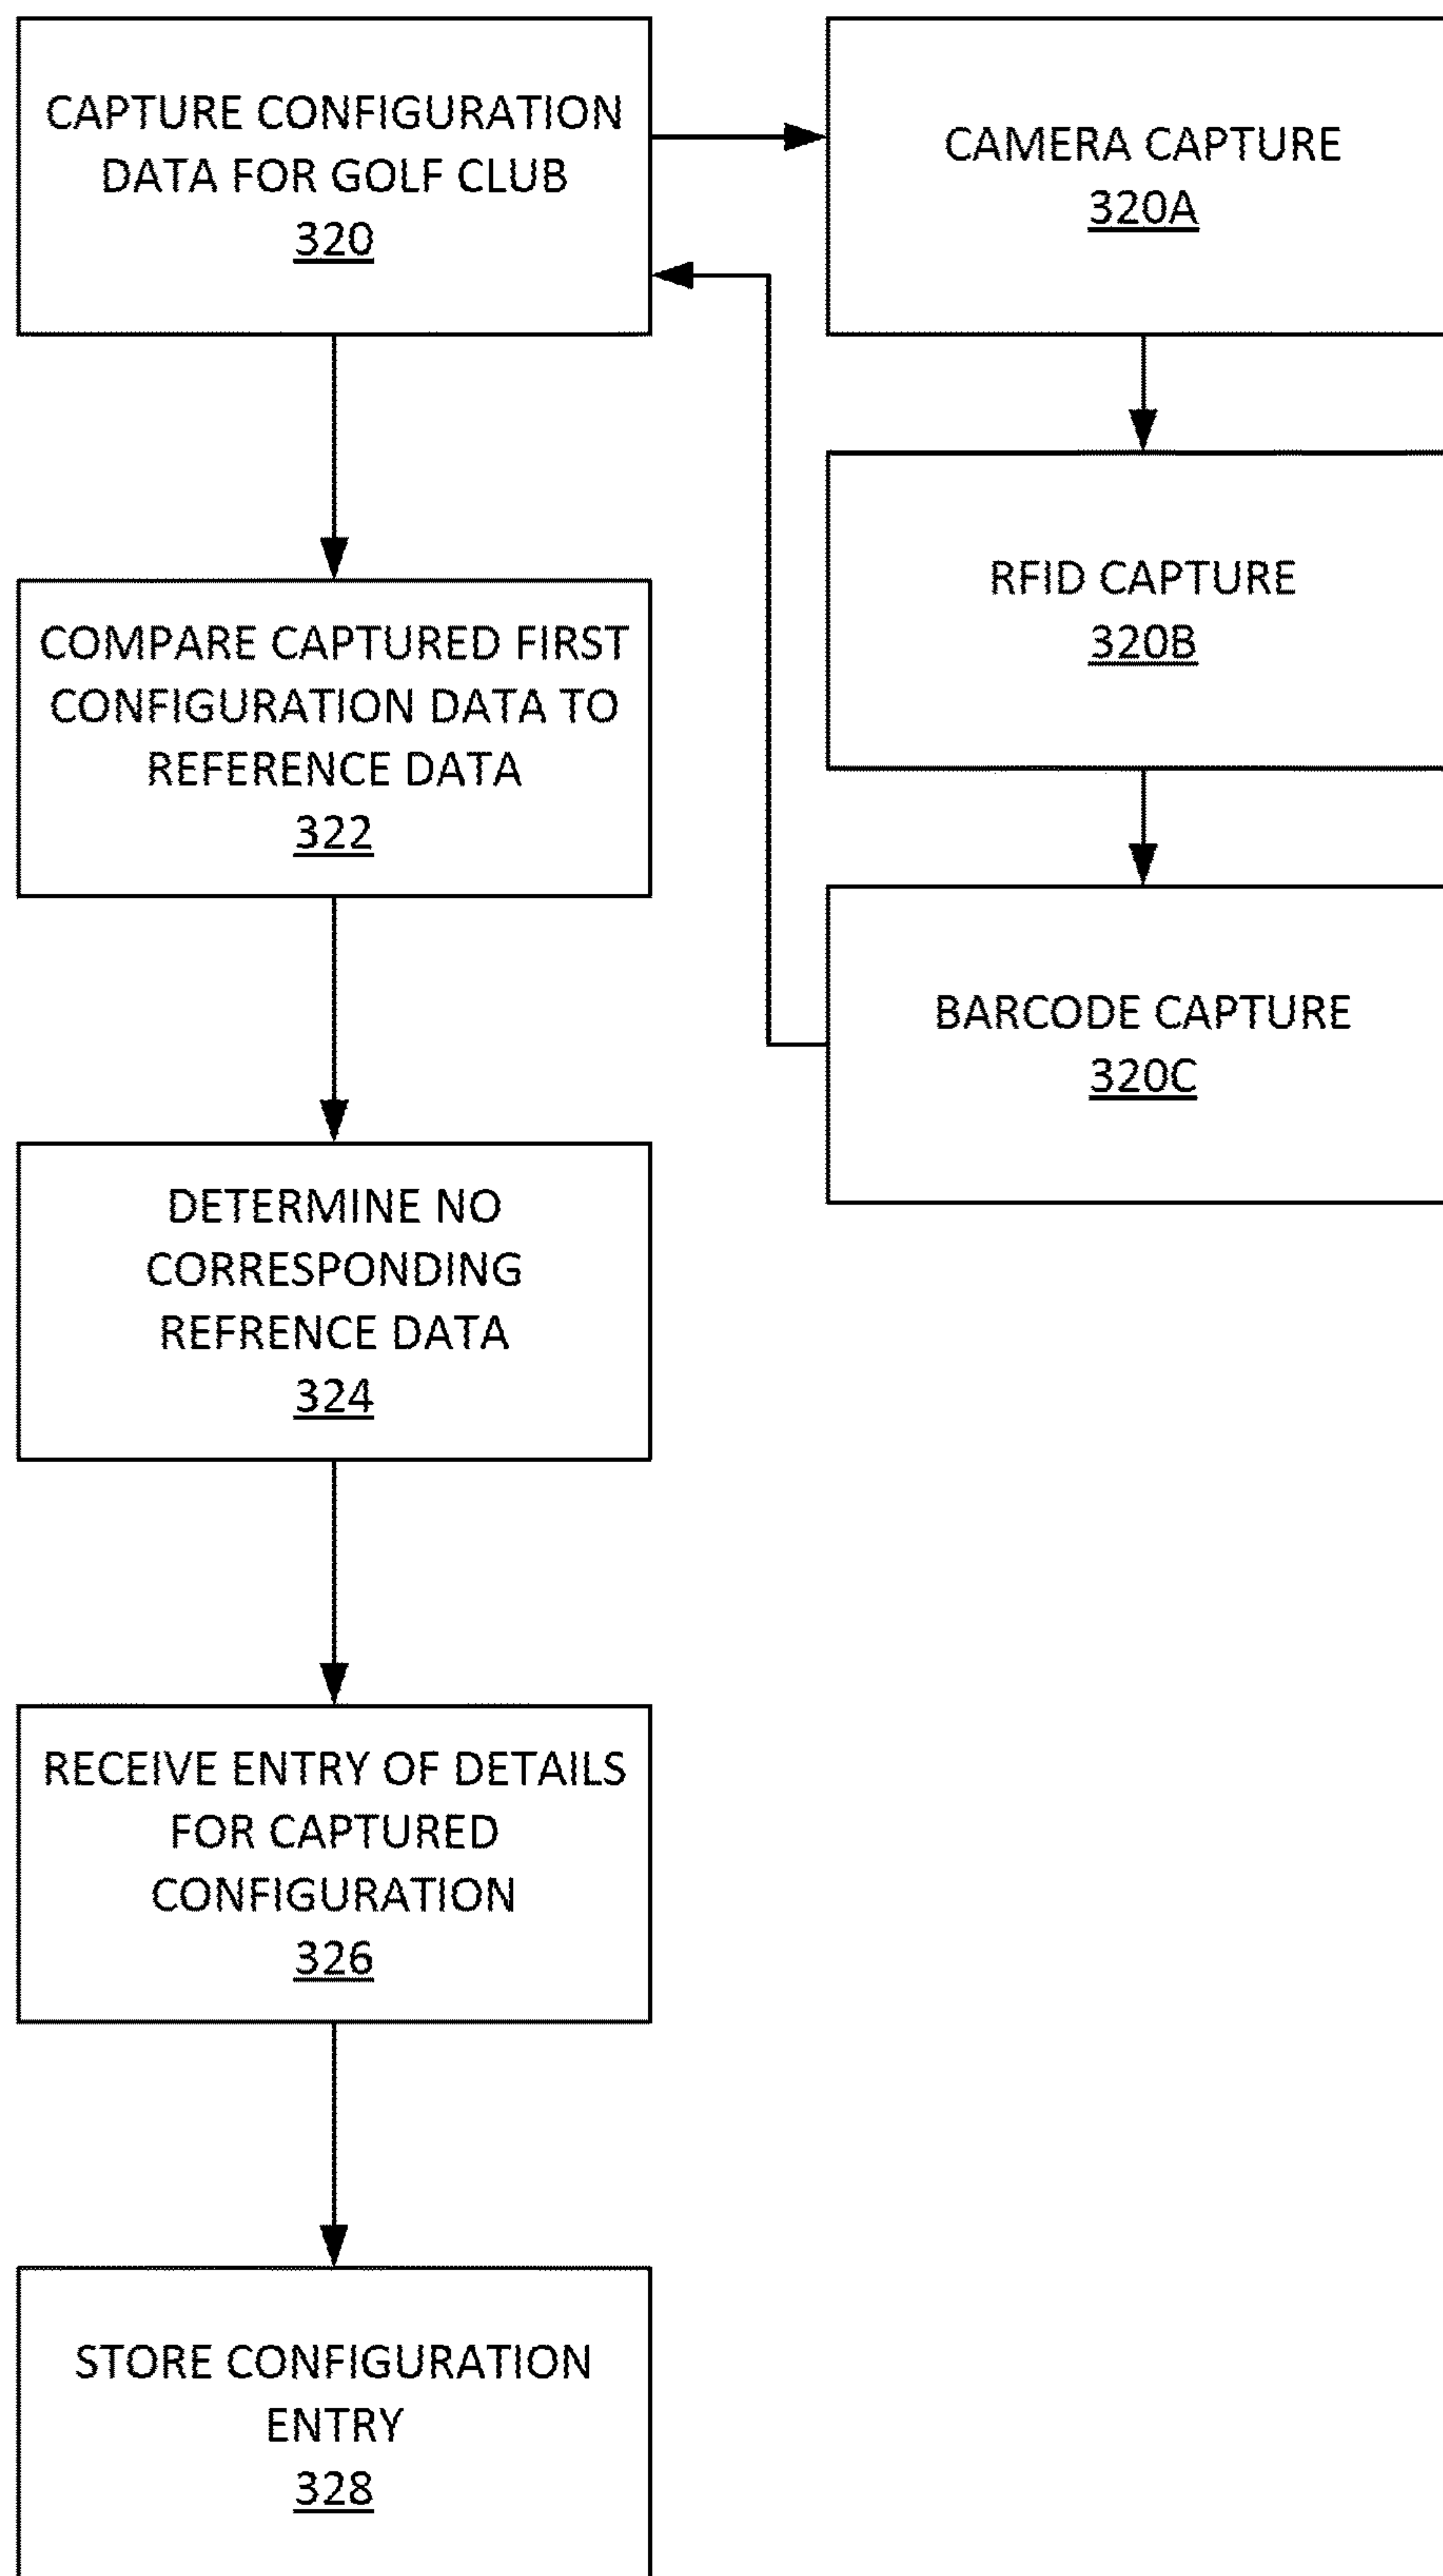 CAPTURE CONFIGURATION
DATA FOR GOLF CLUB
320
CAMERA CAPTURE
320A
RFID CAPTURE
320B
BARCODE CAPTURE
320C
COMPARE CAPTURED FIRST
CONFIGURATION DATA TO
REFERENCE DATA
322
DETERMINE NO
CORRESPONDING
REFRENCE DATA
324
RECEIVE ENTRY OF DETAILS
FOR CAPTURED
CONFIGURATION
326
STORE CONFIGURATION
ENTRY
328